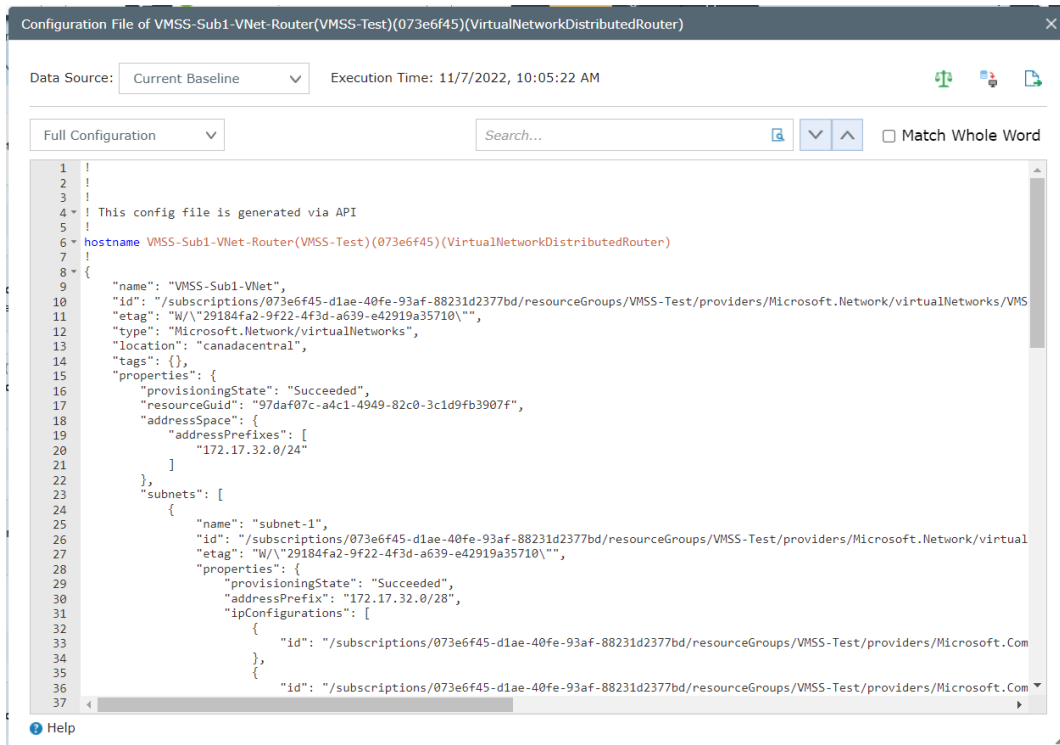 Configuration File of VMSS-Sub1-VNet-Router(VMSS-Test)(073e6f45)(VirtualNetworkDistributedRouter)
Data Source: Current Baseline Execution Time: 11/7/2022, 10:05:22 AM
Full Configuration Search... Match Whole Word
1 !
2 !
3 !
4 ! This config file is generated via API
5 !
6 hostname VMSS-Sub1-VNet-Router(VMSS-Test)(073e6f45)(VirtualNetworkDistributedRouter)
7 !
8 {
9 "name": "VMSS-Sub1-VNet",
10 "id": "/subscriptions/073e6f45-d1ae-40fe-93af-88231d2377bd/resourceGroups/VMSS-Test/providers/Microsoft.Network/virtualNetworks/VMS
11 "etag": "W/\"29184fa2-9f22-4f3d-a639-e42919a35710\"",
12 "type": "Microsoft.Network/virtualNetworks",
13 "location": "canadacentral",
14 "tags": {},
15 "properties": {
16 "provisioningState": "Succeeded",
17 "resourceGuid": "97daf07c-a4c1-4949-82c0-3c1d9fb3907f",
18 "addressSpace": {
19 "addressPrefixes": [
20 "172.17.32.0/24"
21 ]
22 },
23 "subnets": [
24 {
25 "name": "subnet-1",
26 "id": "/subscriptions/073e6f45-d1ae-40fe-93af-88231d2377bd/resourceGroups/VMSS-Test/providers/Microsoft.Network/virtual
27 "etag": "W/\"29184fa2-9f22-4f3d-a639-e42919a35710\"",
28 "properties": {
29 "provisioningState": "Succeeded",
30 "addressPrefix": "172.17.32.0/28",
31 "ipConfigurations": [
32 {
33 "id": "/subscriptions/073e6f45-d1ae-40fe-93af-88231d2377bd/resourceGroups/VMSS-Test/providers/Microsoft.Com
34 },
35 {
36 "id": "/subscriptions/073e6f45-d1ae-40fe-93af-88231d2377bd/resourceGroups/VMSS-Test/providers/Microsoft.Com
37
Help